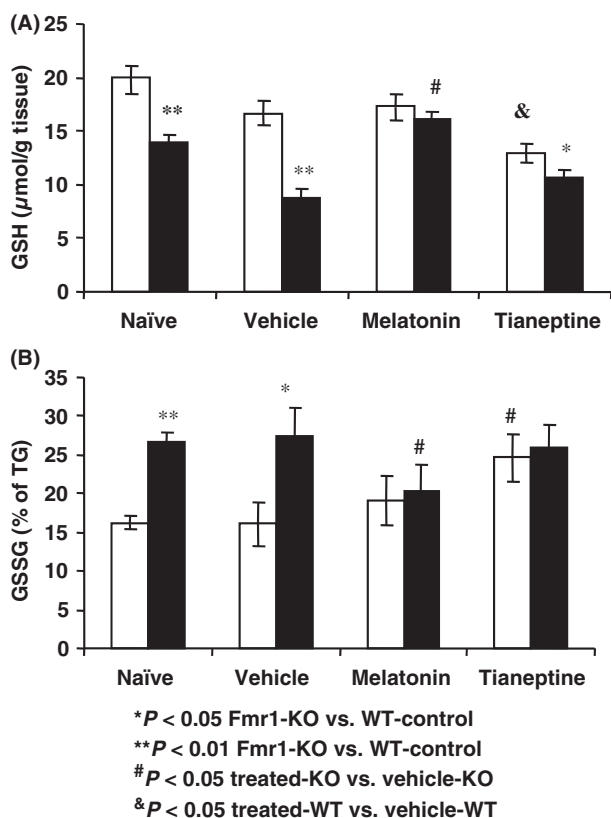 (A)
GSH (µmol/g tissue)
25
20
15
10
5
0
**
**
#
&
*
Naïve Vehicle Melatonin Tianeptine
(B)
GSSG (% of TG)
35
30
25
20
15
10
5
0
**
*
#
#
Naïve Vehicle Melatonin Tianeptine
*P < 0.05 Fmr1-KO vs. WT-control
**P < 0.01 Fmr1-KO vs. WT-control
#P < 0.05 treated-KO vs. vehicle-KO
&P < 0.05 treated-WT vs. vehicle-WT